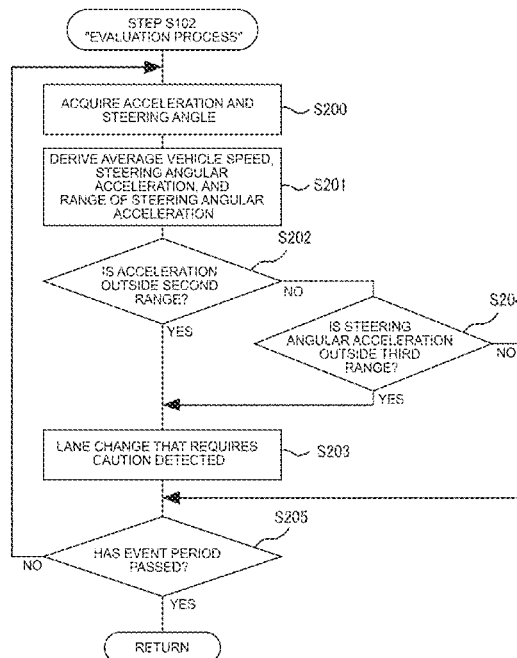 STEP S102
"EVALUATION PROCESS"
ACQUIRE ACCELERATION AND
STEERING ANGLE
S200
DERIVE AVERAGE VEHICLE SPEED,
STEERING ANGULAR
ACCELERATION, AND
RANGE OF STEERING ANGULAR
ACCELERATION
S201
S202
IS ACCELERATION
OUTSIDE SECOND
RANGE?
NO
YES
S204
IS STEERING
ANGULAR ACCELERATION
OUTSIDE THIRD
RANGE?
NO
YES
LANE CHANGE THAT REQUIRES
CAUTION DETECTED
S203
S205
HAS EVENT PERIOD
PASSED?
NO
YES
RETURN